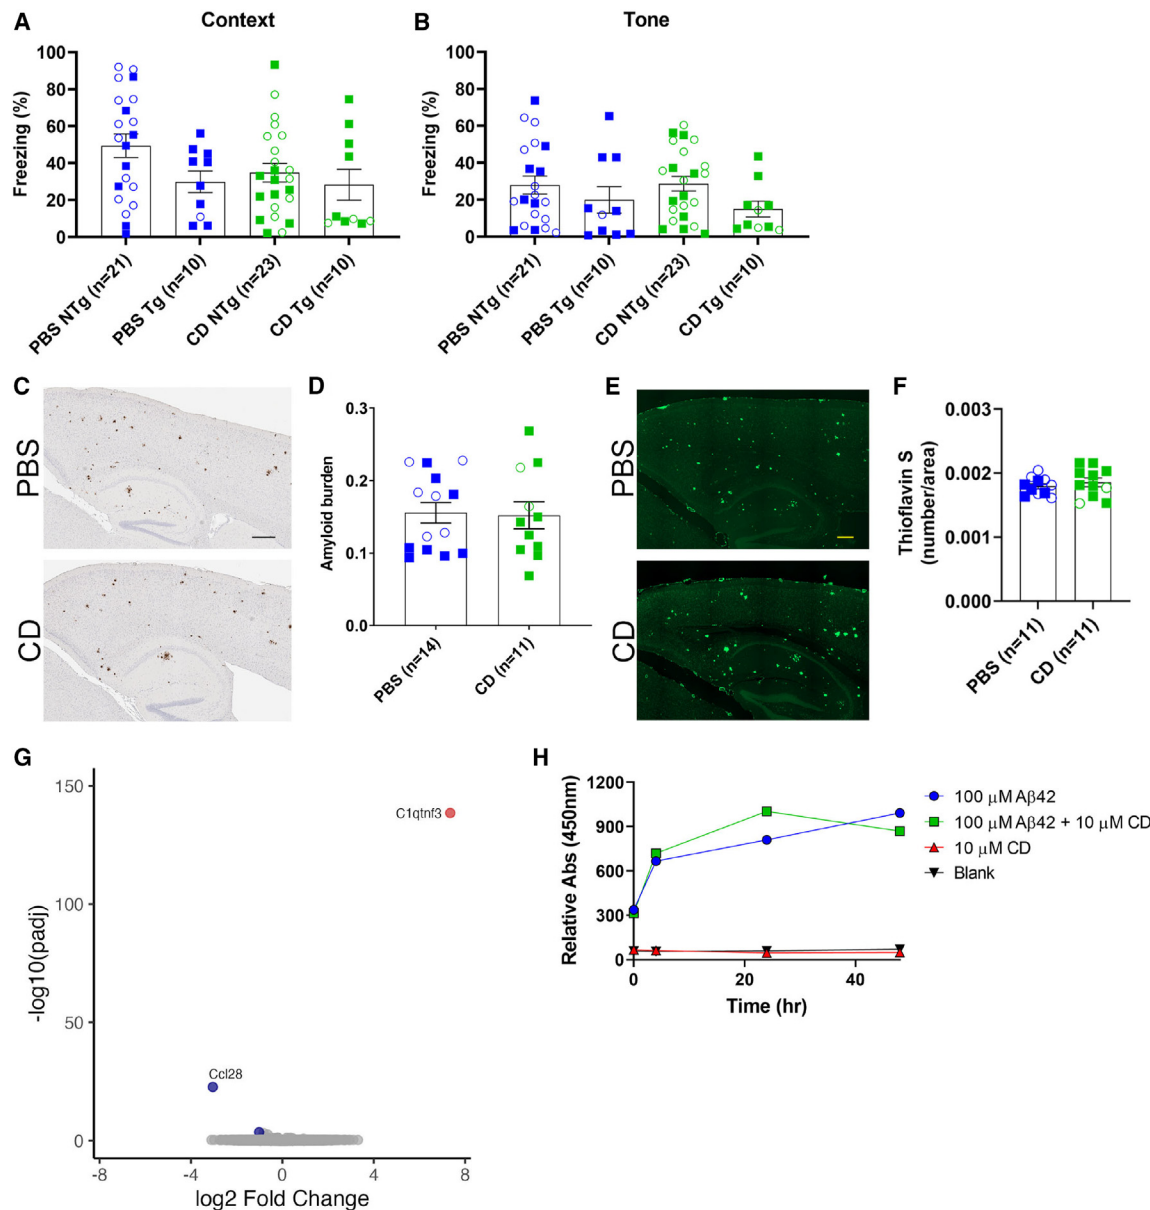 A
Context
B
Tone
Freezing (%)
100
80
60
40
20
0
PBS NTg (n=21)
PBS Tg (n=10)
CD NTg (n=23)
CD Tg (n=10)
Freezing (%)
100
80
60
40
20
0
PBS NTg (n=21)
PBS Tg (n=10)
CD NTg (n=23)
CD Tg (n=10)
C
PBS
CD
D
Amyloid burden
0.3
0.2
0.1
0.0
PBS (n=14)
CD (n=11)
E
PBS
CD
F
Thioflavin S
(number/area)
0.003
0.002
0.001
0.000
PBS (n=11)
CD (n=11)
G
-log10(padj)
150
100
50
0
C1qtnf3
Ccl28
-8
-4
0
4
8
log2 Fold Change
H
Relative Abs (450nm)
1200
900
600
300
0
0
20
40
Time (hr)
100 µM Aβ42
100 µM Aβ42 + 10 µM CD
10 µM CD
Blank